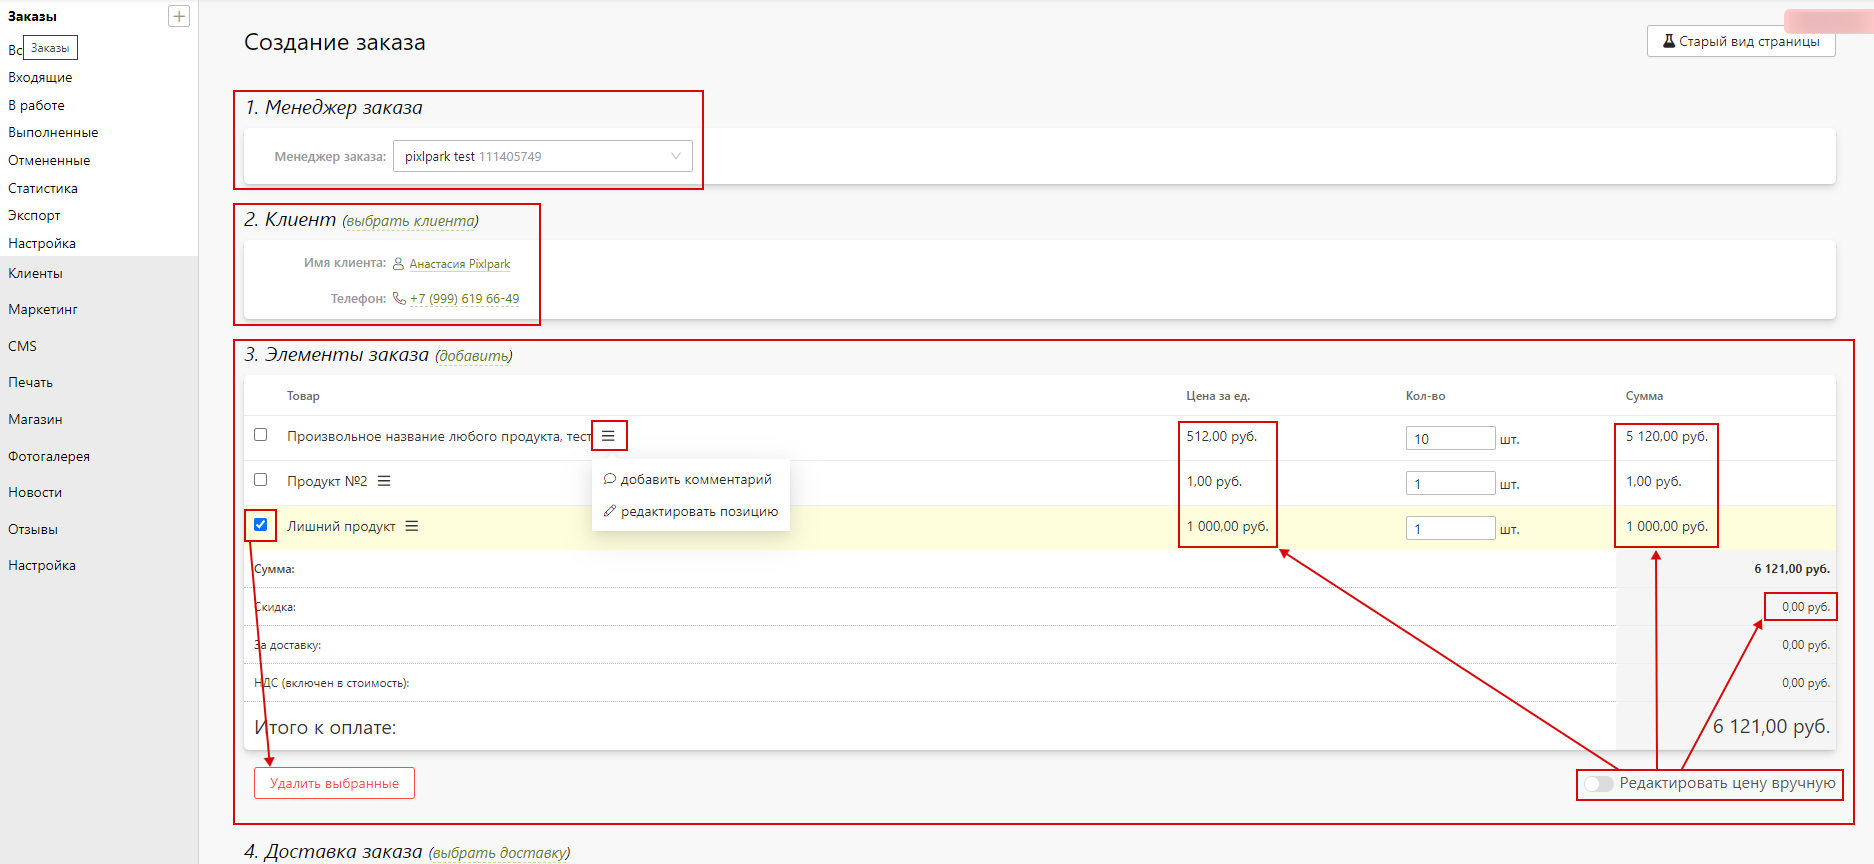 Заказы
Вс
Заказы
Входящие
В работе
Выполненные
Отмененные
Статистика
Экспорт
Настройка
Клиенты
Маркетинг
CMS
Печать
Магазин
Фотогалерея
Новости
Отзывы
Настройка
Создание заказа
Старый вид страницы
1. Менеджер заказа
Менеджер заказа: pixlpark test 111405749
2. Клиент (выбрать клиента)
Имя клиента: Анастасия Pixlpark
Телефон: +7 (999) 619 66-49
3. Элементы заказа (добавить)
Товар Цена за ед. Кол-во Сумма
Произвольное название любого продукта, тест 512,00 руб. 10 шт. 5 120,00 руб.
Продукт №2 1,00 руб. 1 шт. 1,00 руб.
добавить комментарий
редактировать позицию
Лишний продукт 1 000,00 руб. 1 шт. 1 000,00 руб.
Сумма: 6 121,00 руб.
Скидка: 0,00 руб.
За доставку: 0,00 руб.
НДС (включен в стоимость): 0,00 руб.
Итого к оплате: 6 121,00 руб.
Удалить выбранные
Редактировать цену вручную
4. Доставка заказа (выбрать доставку)